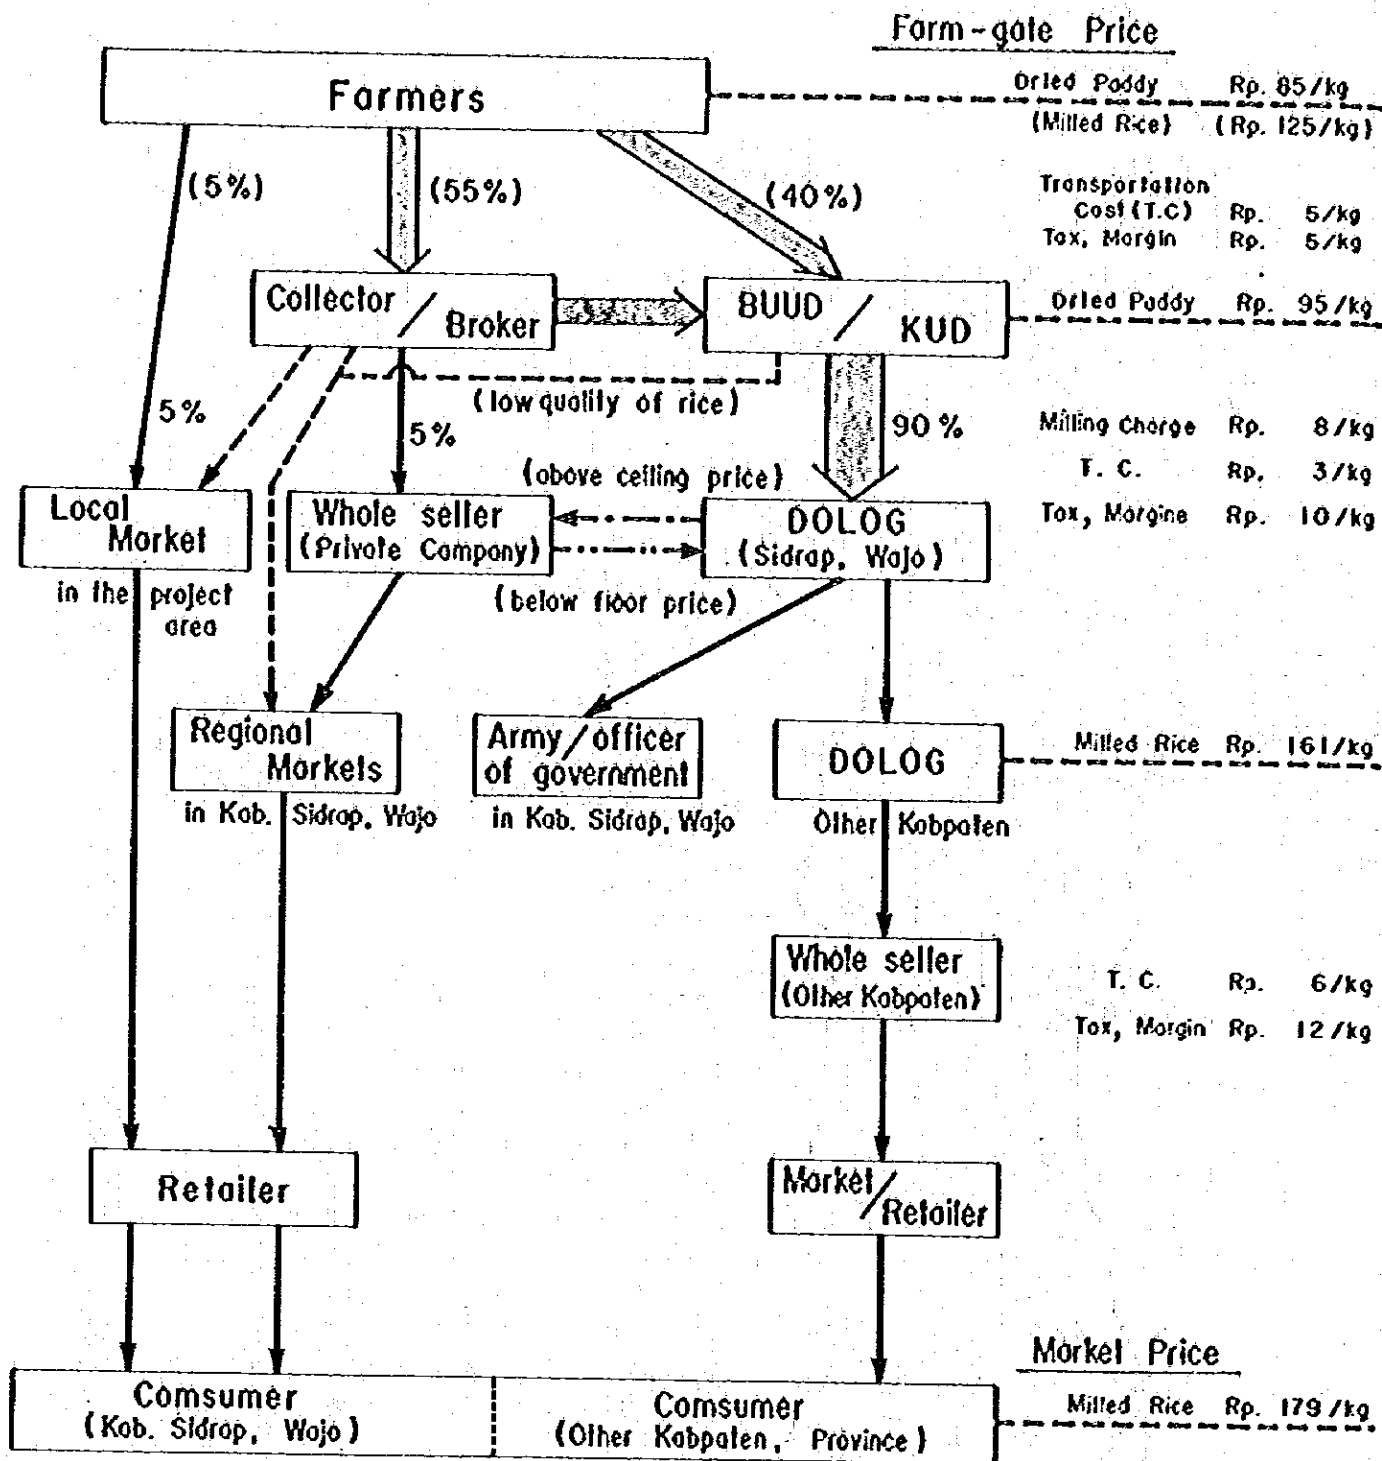 Farm-gate Price
Farmers
Dried Paddy Rp. 85/kg
(Milled Rice) (Rp. 125/kg)
(5%)
(55%)
(40%)
Transportation
Cost (T.C) Rp. 5/kg
Tax, Margin Rp. 5/kg
Collector / Broker
BUUD / KUD
Dried Paddy Rp. 95/kg
(low quality of rice)
5%
5%
90%
Milling Charge Rp. 8/kg
(above ceiling price)
T. C. Rp. 3/kg
Local
Market
Whole seller
(Private Company)
DOLOG
(Sidrap, Wajo)
Tax, Margine Rp. 10/kg
in the project
area
(below floor price)
Regional
Markets
Army/officer
of government
DOLOG
Milled Rice Rp. 161/kg
in Kab. Sidrap, Wajo
in Kab. Sidrap, Wajo
Other Kabpaten
Whole seller
(Other Kabpaten)
T. C. Rp. 6/kg
Tax, Margin Rp. 12/kg
Retailer
Market/
Retailer
Market Price
Comsumer
(Kab. Sidrap, Wajo)
Comsumer
(Other Kabpaten, Province)
Milled Rice Rp. 179/kg